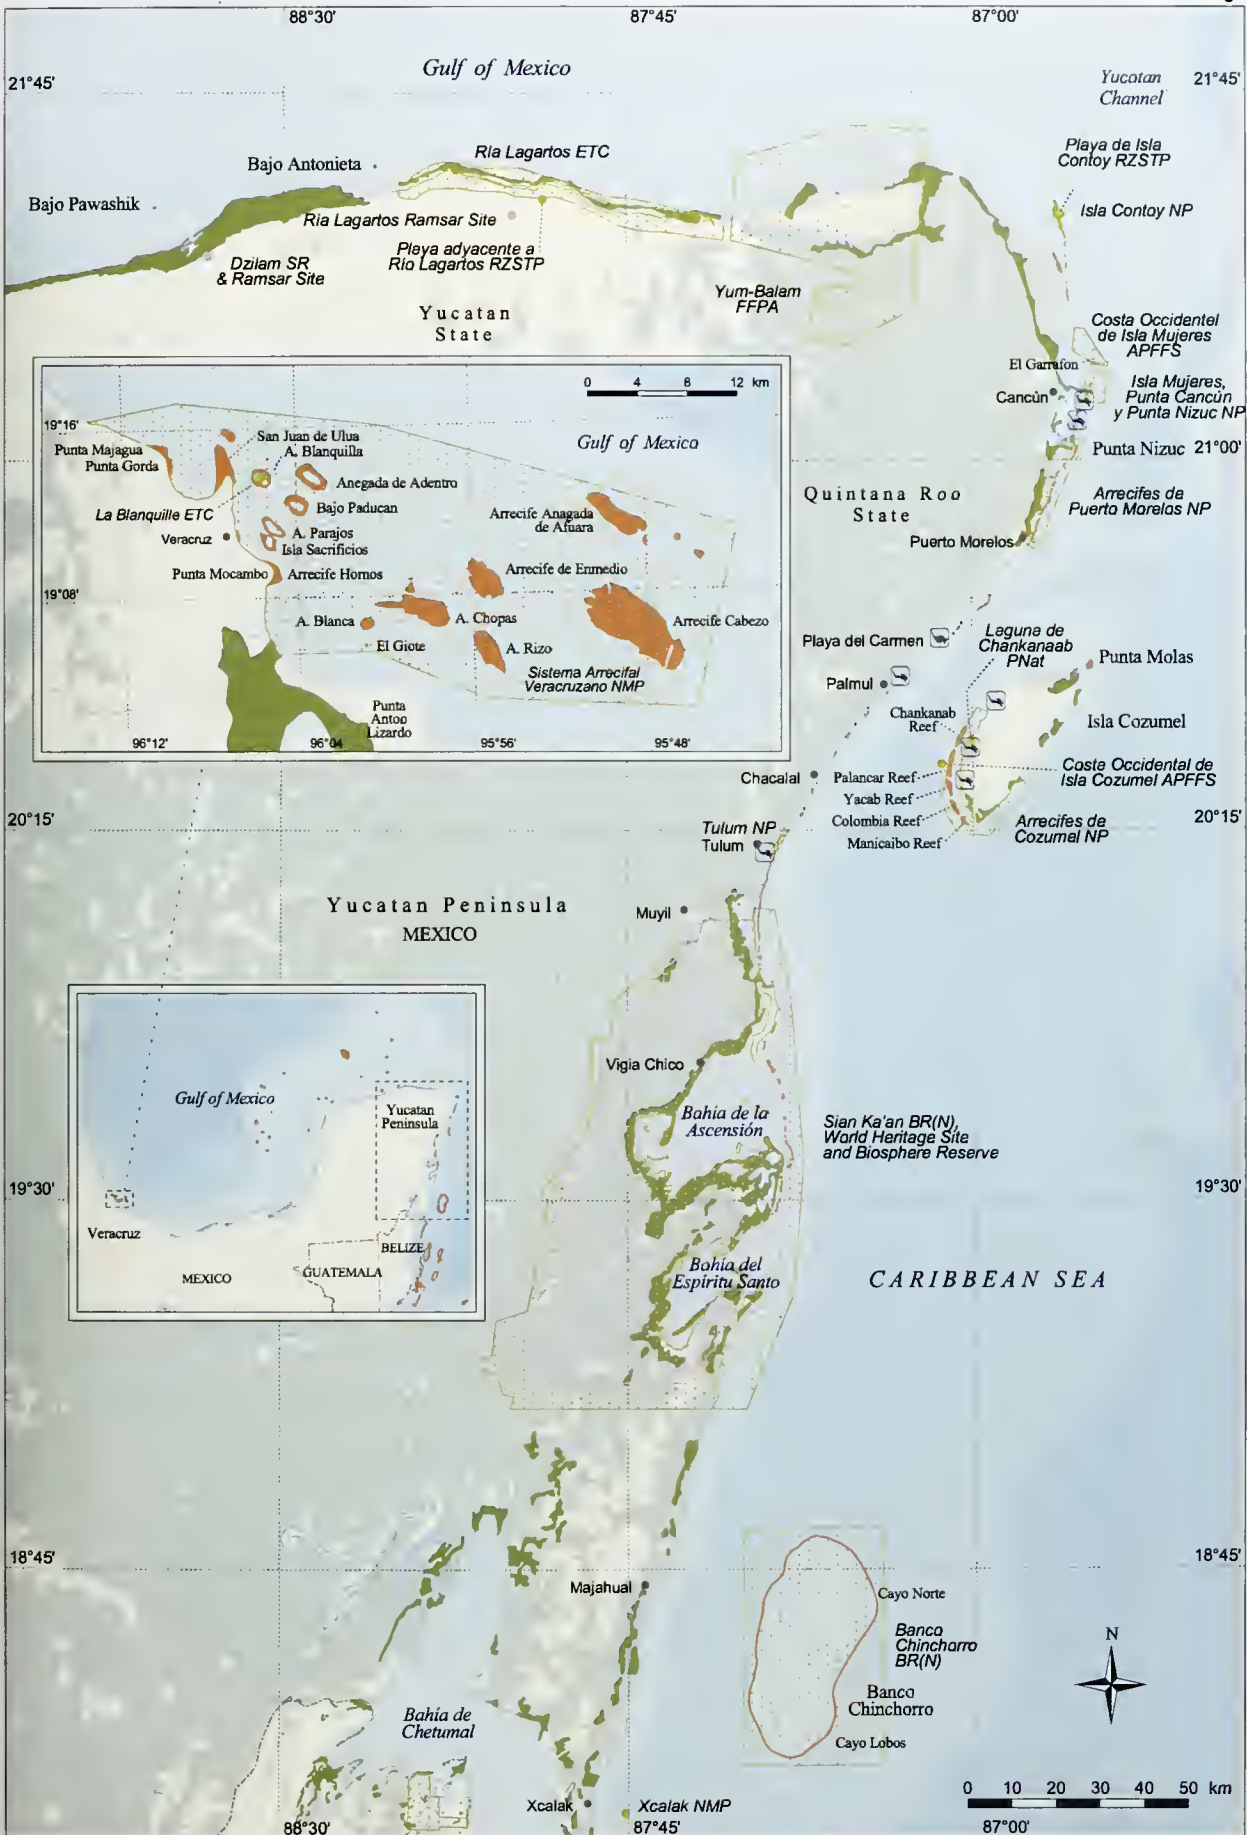 88°30'
87°45'
87°00'
Gulf of Mexico
21°45'
Yucatan
Channel
21°45'
Playa de Isla
Contoy RZSTP
Ría Lagartos ETC
Bajo Antonieta
Bajo Pawashik
Isla Contoy NP
Ría Lagartos Ramsar Site
Playa adyacente a
Río Lagartos RZSTP
Dzilam SR
& Ramsar Site
Yum-Balam
FFPA
Yucatan
State
Costa Occidentel
de Isla Mujeres
APFFS
El Garrafon
Cancún
Isla Mujeres,
Punta Cancún
y Punta Nizuc NP
Punta Nizuc
21°00'
Quintana Roo
State
Arrecifes de
Puerto Morelos NP
Puerto Morelos
0 4 8 12 km
19°16'
Gulf of Mexico
San Juan de Ulua
A. Blanquilla
Punta Majagua
Punta Gorda
Anegada de Adentro
Bajo Paducan
La Blanquille ETC
Arrecife Anagada
de Afuara
A. Parajos
Isla Sacrificios
Veracruz
Punta Mocambo
Arrecife Hornos
Arrecife de Enmedio
19°08'
A. Blanca
A. Chopas
Arrecife Cabezo
El Giote
A. Rizo
Sistema Arrecifal
Veracruzano NMP
Punta
Anton
Lizardo
96°12'
96°04'
95°56'
95°48'
Playa del Carmen
Laguna de
Chankanaab
PNat
Punta Molas
Palmul
Chankanab
Reef
Isla Cozumel
Chacalal
Palancar Reef
Costa Occidental de
Isla Cozumel APFFS
Yacab Reef
Colombia Reef
Manicaibo Reef
Arrecifes de
Cozumal NP
20°15'
20°15'
Tulum NP
Tulum
Yucatan Peninsula
MEXICO
Muyil
Vigia Chico
Bahía de la
Ascensión
Sian Ka'an BR(N),
World Heritage Site
and Biosphere Reserve
Gulf of Mexico
Yucatan
Peninsula
Veracruz
BELIZE
MEXICO
GUATEMALA
19°30'
19°30'
Bahía del
Espíritu Santo
CARIBBEAN SEA
18°45'
18°45'
Majahual
Cayo Norte
Banco
Chinchorro
BR(N)
Banco
Chinchorro
Cayo Lobos
N
Bahía de
Chetumal
0 10 20 30 40 50 km
Xcalak
Xcalak NMP
88°30'
87°45'
87°00'